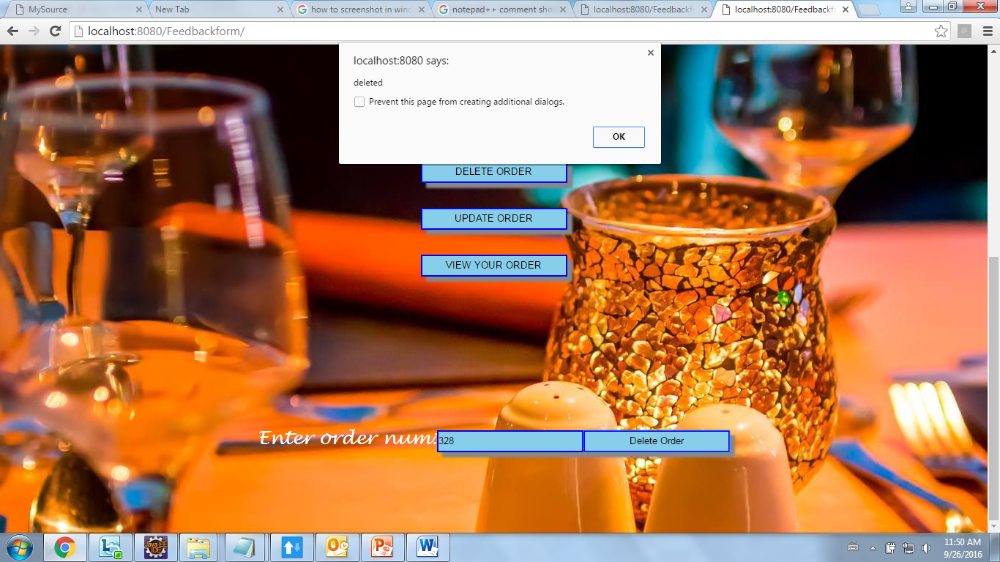 MySource
New Tab
how to screenshot in wind
notepad++ comment sho
localhost:8080/Feedbackf
localhost:8080/Feedbackf
localhost:8080/Feedbackform/
localhost:8080 says:
deleted
Prevent this page from creating additional dialogs.
OK
DELETE ORDER
UPDATE ORDER
VIEW YOUR ORDER
Enter order num: 328 Delete Order
Java EE
IDE
11:50 AM
9/26/2016